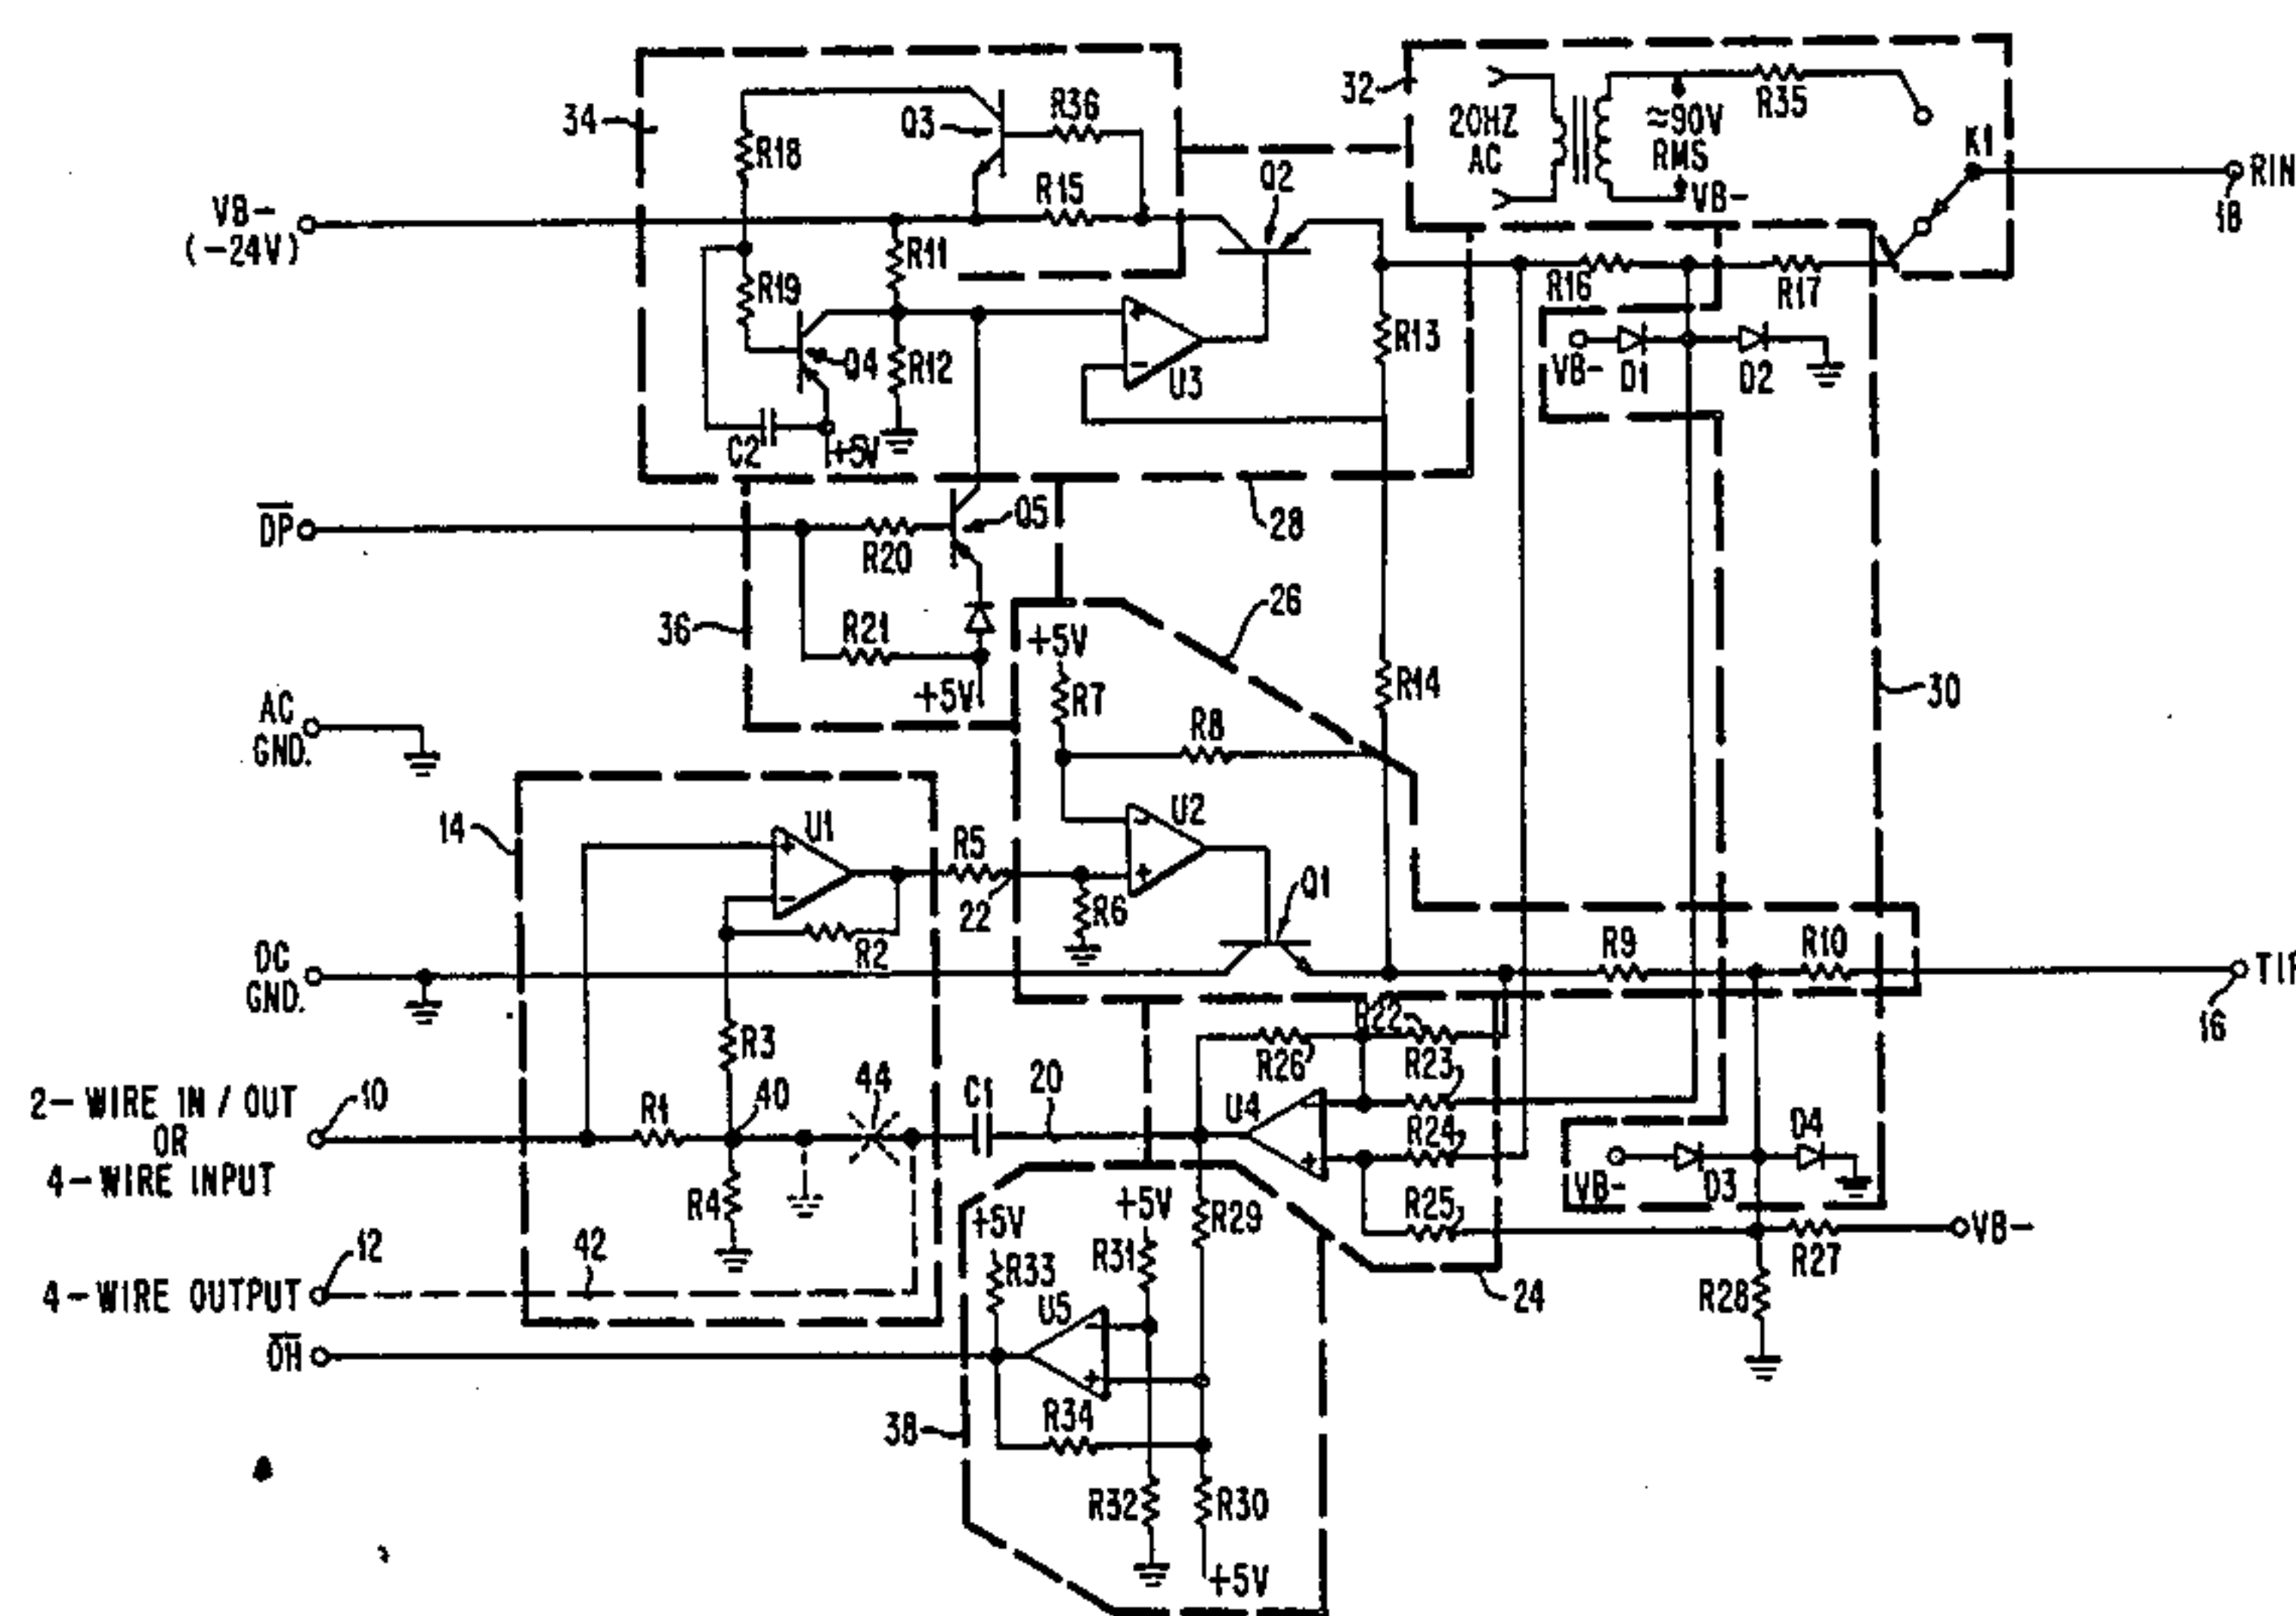 32
20HZ
AC
≈90V
RMS
VB-
R35
K1
RIN
18
34
Q3
R36
R18
R15
Q2
VB-
(-24V)
R11
R19
R16
R17
Q4
R12
+
-
U3
R13
VB-
D1
D2
C2
+5V
DP
R20
Q5
28
36
R21
+5V
26
+5V
R7
R8
R14
30
AC
GND.
14
U1
+
-
R5
22
U2
-
+
R6
Q1
R2
R9
R10
DC
GND.
TIP
16
R3
R22
R26
R23
2-WIRE IN / OUT
OR
4-WIRE INPUT
10
R1
40
44
C1
20
U4
-
+
R24
R4
R25
VB-
D3
D4
4-WIRE OUTPUT
12
42
+5V
+5V
R33
R31
R29
24
R28
R27
VB-
OH
U5
-
+
38
R34
R32
R30
+5V